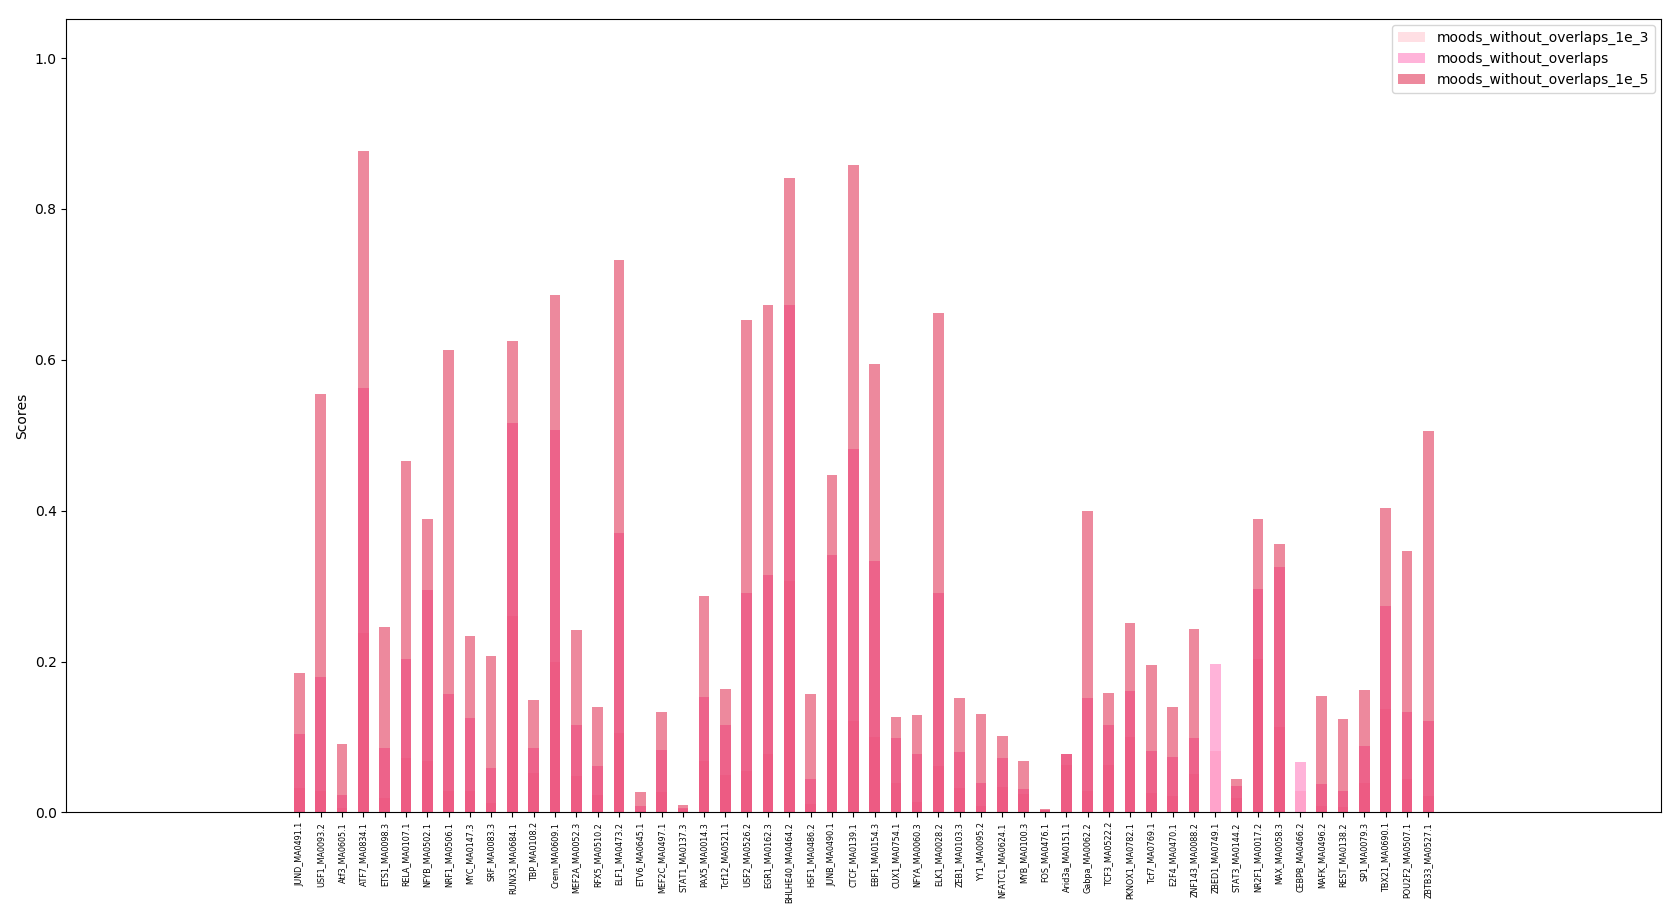 moods_without_overlaps_1e_3
moods_without_overlaps
moods_without_overlaps_1e_5
Scores
1.0
0.8
0.6
0.4
0.2
0.0
JUND_MA0491.1
USF1_MA0093.2
Atf3_MA0605.1
ATF7_MA0834.1
ETS1_MA0098.3
RELA_MA0107.1
NFYB_MA0502.1
NRF1_MA0506.1
MYC_MA0147.3
SRF_MA0083.3
RUNX3_MA0684.1
TBP_MA0108.2
Crem_MA0609.1
MEF2A_MA0052.3
RFX5_MA0510.2
ELF1_MA0473.2
ETV6_MA0645.1
MEF2C_MA0497.1
STAT1_MA0137.3
PAX5_MA0014.3
Tcf12_MA0521.1
USF2_MA0526.2
EGR1_MA0162.3
BHLHE40_MA0464.2
HSF1_MA0486.2
JUNB_MA0490.1
CTCF_MA0139.1
EBF1_MA0154.3
CUX1_MA0754.1
NFYA_MA0060.3
ELK1_MA0028.2
ZEB1_MA0103.3
YY1_MA0095.2
NFATC1_MA0624.1
MYB_MA0100.3
FOS_MA0476.1
Arid3a_MA0151.1
Gabpa_MA0062.2
TCF3_MA0522.2
PKNOX1_MA0782.1
Tcf7_MA0769.1
E2F4_MA0470.1
ZNF143_MA0088.2
ZBED1_MA0749.1
STAT3_MA0144.2
NR2F1_MA0017.2
MAX_MA0058.3
CEBPB_MA0466.2
MAFK_MA0496.2
REST_MA0138.2
SP1_MA0079.3
TBX21_MA0690.1
POU2F2_MA0507.1
ZBTB33_MA0527.1